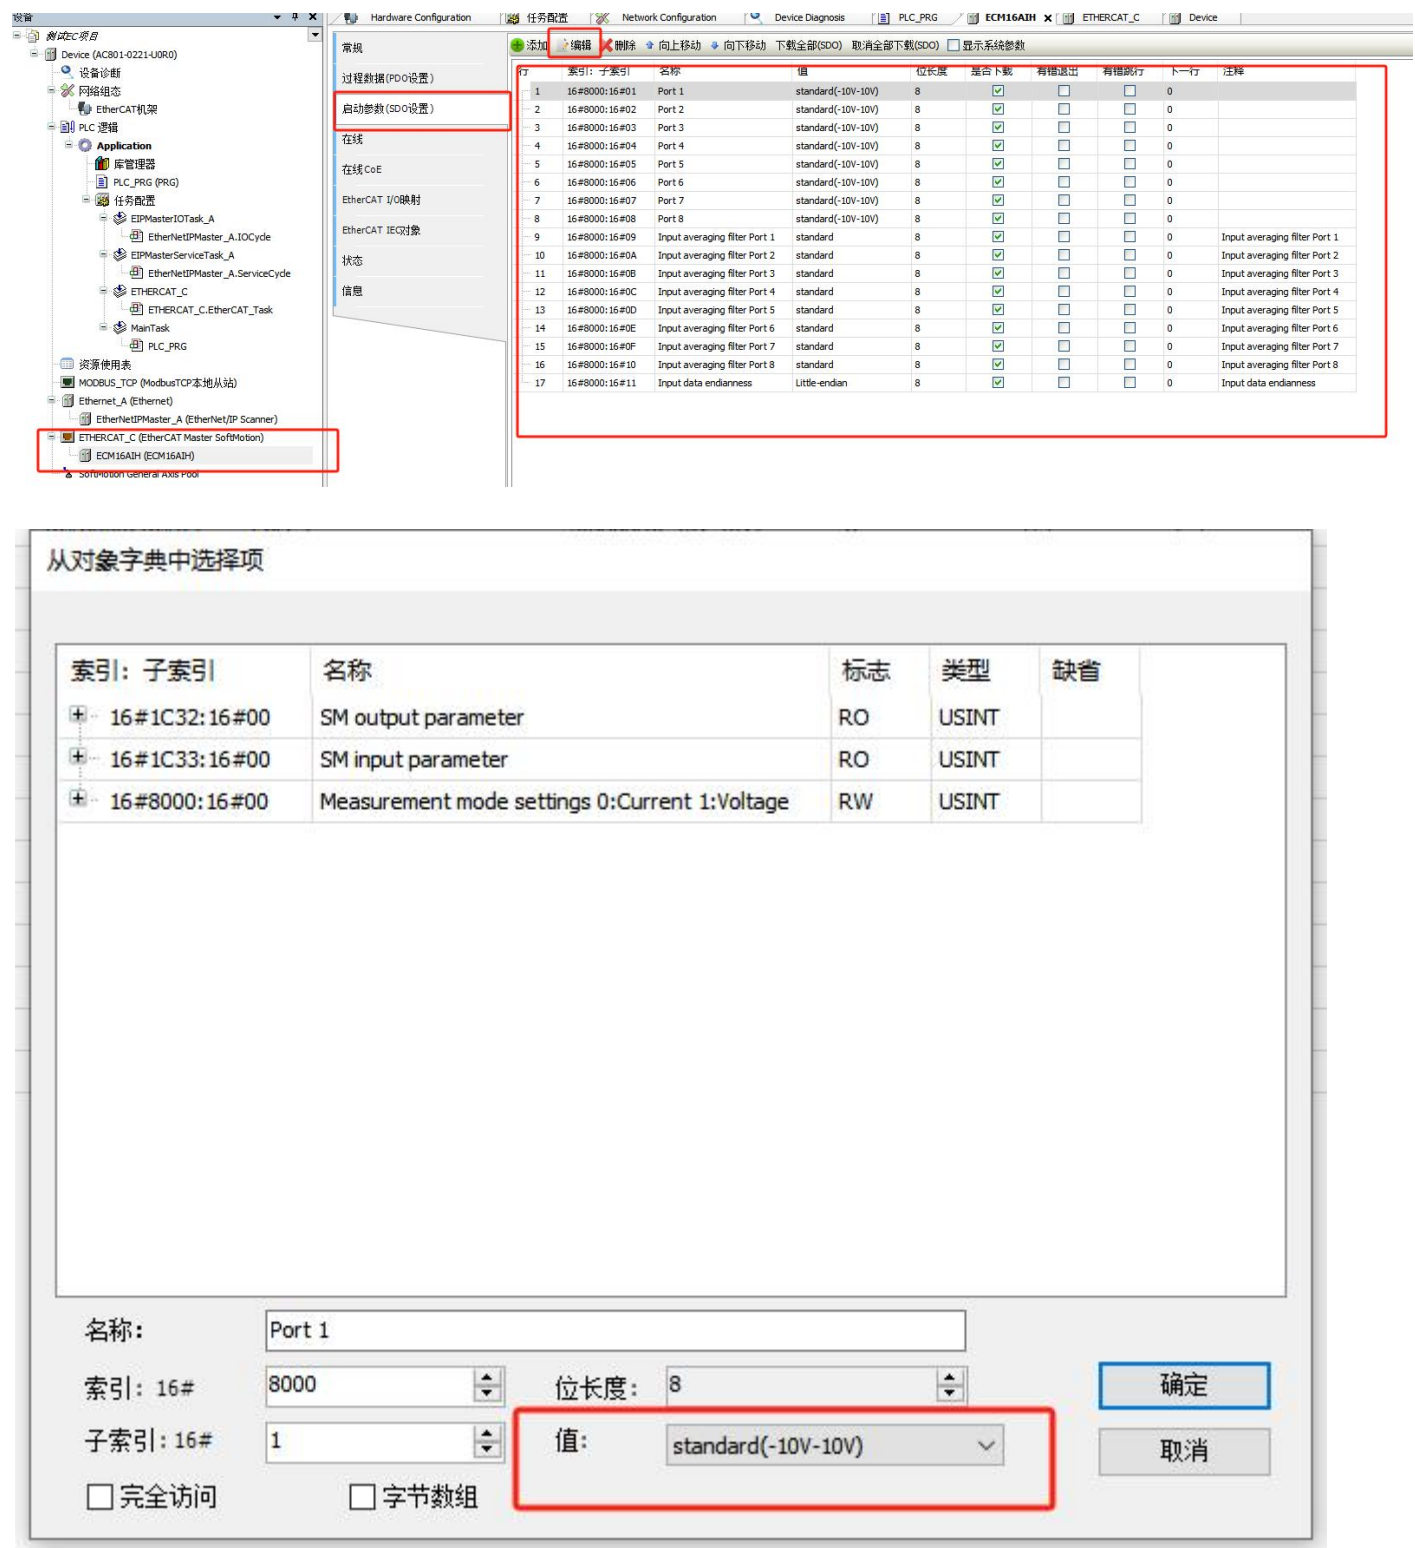 设备
Hardware Configuration 任务配置 Network Configuration Device Diagnosis PLC_PRG ECM16AIH ETHERCAT_C Device
测试EC项目
Device (AC801-0221-U0R0)
设备诊断
网络组态
EtherCAT机架
PLC 逻辑
Application
库管理器
PLC_PRG (PRG)
任务配置
EIPMasterIOTask_A
EtherNetIPMaster_A.IOCycle
EIPMasterServiceTask_A
EtherNetIPMaster_A.ServiceCycle
ETHERCAT_C
ETHERCAT_C.EtherCAT_Task
MainTask
PLC_PRG
资源使用表
MODBUS_TCP (ModbusTCP本地从站)
Ethernet_A (Ethernet)
EtherNetIPMaster_A (EtherNet/IP Scanner)
ETHERCAT_C (EtherCAT Master SoftMotion)
ECM16AIH (ECM16AIH)
SoftMotion General Axis Pool
常规
过程数据(PDO设置)
启动参数(SDO设置)
在线
在线CoE
EtherCAT I/O映射
EtherCAT IEC对象
状态
信息
添加 编辑 删除 向上移动 向下移动 下载全部(SDO) 取消全部下载(SDO) 显示系统参数
行 索引: 子索引 名称 值 位长度 是否下载 有错退出 有错跳行 下一行 注释
1 16#8000:16#01 Port 1 standard(-10V-10V) 8 0
2 16#8000:16#02 Port 2 standard(-10V-10V) 8 0
3 16#8000:16#03 Port 3 standard(-10V-10V) 8 0
4 16#8000:16#04 Port 4 standard(-10V-10V) 8 0
5 16#8000:16#05 Port 5 standard(-10V-10V) 8 0
6 16#8000:16#06 Port 6 standard(-10V-10V) 8 0
7 16#8000:16#07 Port 7 standard(-10V-10V) 8 0
8 16#8000:16#08 Port 8 standard(-10V-10V) 8 0
9 16#8000:16#09 Input averaging filter Port 1 standard 8 0 Input averaging filter Port 1
10 16#8000:16#0A Input averaging filter Port 2 standard 8 0 Input averaging filter Port 2
11 16#8000:16#0B Input averaging filter Port 3 standard 8 0 Input averaging filter Port 3
12 16#8000:16#0C Input averaging filter Port 4 standard 8 0 Input averaging filter Port 4
13 16#8000:16#0D Input averaging filter Port 5 standard 8 0 Input averaging filter Port 5
14 16#8000:16#0E Input averaging filter Port 6 standard 8 0 Input averaging filter Port 6
15 16#8000:16#0F Input averaging filter Port 7 standard 8 0 Input averaging filter Port 7
16 16#8000:16#10 Input averaging filter Port 8 standard 8 0 Input averaging filter Port 8
17 16#8000:16#11 Input data endianness Little-endian 8 0 Input data endianness
从对象字典中选择项
索引: 子索引 名称 标志 类型 缺省
16#1C32:16#00 SM output parameter RO USINT
16#1C33:16#00 SM input parameter RO USINT
16#8000:16#00 Measurement mode settings 0:Current 1:Voltage RW USINT
名称: Port 1
索引: 16# 8000 位长度: 8 确定
子索引: 16# 1 值: standard(-10V-10V) 取消
完全访问 字节数组